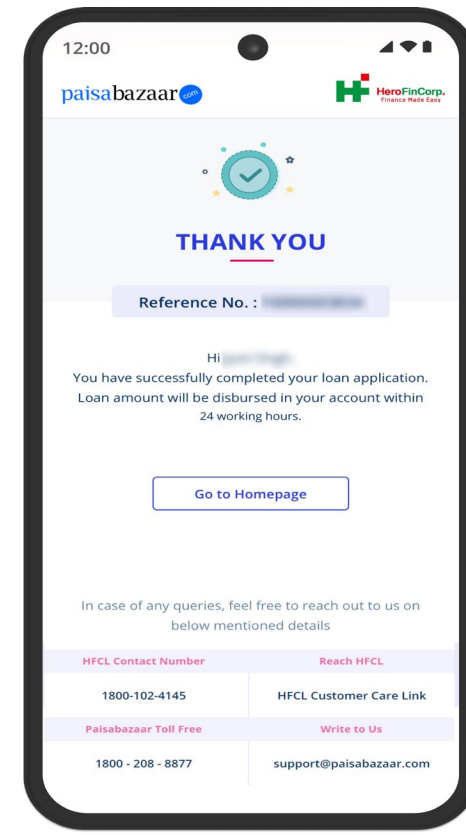 12:00
paisabazaar.com
HeroFinCorp.
Finance Made Easy
THANK YOU
Reference No. :
Hi
You have successfully completed your loan application.
Loan amount will be disbursed in your account within
24 working hours.
Go to Homepage
In case of any queries, feel free to reach out to us on
below mentioned details
HFCL Contact Number
Reach HFCL
1800-102-4145
HFCL Customer Care Link
Paisabazaar Toll Free
Write to Us
1800 - 208 - 8877
support@paisabazaar.com